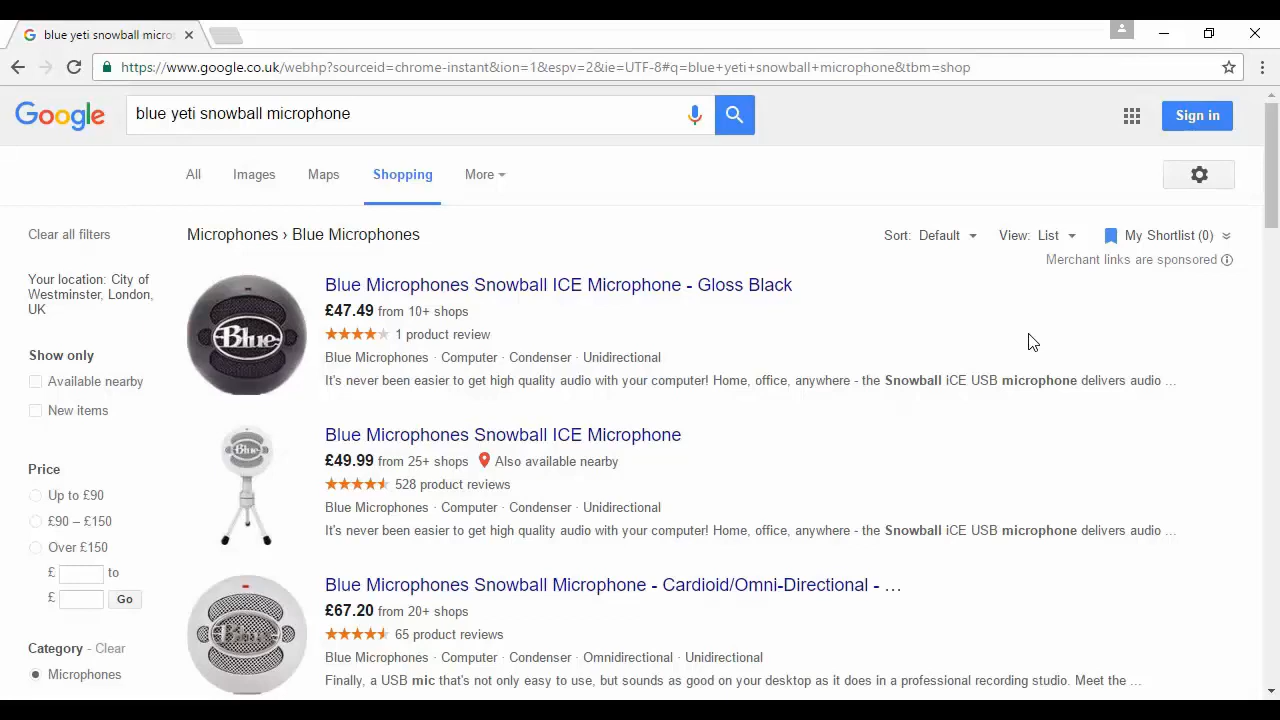 blue yeti snowball micro
https://www.google.co.uk/webhp?sourceid=chrome-instant&ion=1&espv=2&ie=UTF-8#q=blue+yeti+snowball+microphone&tbm=shop
Google
blue yeti snowball microphone
Sign in
All Images Maps Shopping More
Clear all filters
Microphones › Blue Microphones
Sort: Default View: List My Shortlist (0)
Merchant links are sponsored
Your location: City of
Westminster, London,
UK
Show only
Available nearby
New items
Price
Up to £90
£90 – £150
Over £150
£ to
£ Go
Category - Clear
Microphones
Blue Microphones Snowball ICE Microphone - Gloss Black
£47.49 from 10+ shops
1 product review
Blue Microphones · Computer · Condenser · Unidirectional
It's never been easier to get high quality audio with your computer! Home, office, anywhere - the Snowball iCE USB microphone delivers audio ...
Blue
Blue Microphones Snowball ICE Microphone
£49.99 from 25+ shops Also available nearby
528 product reviews
Blue Microphones · Computer · Condenser · Unidirectional
It's never been easier to get high quality audio with your computer! Home, office, anywhere - the Snowball iCE USB microphone delivers audio ...
Blue
Blue Microphones Snowball Microphone - Cardioid/Omni-Directional - …
£67.20 from 20+ shops
65 product reviews
Blue Microphones · Computer · Condenser · Omnidirectional · Unidirectional
Finally, a USB mic that's not only easy to use, but sounds as good on your desktop as it does in a professional recording studio. Meet the ...
Blue